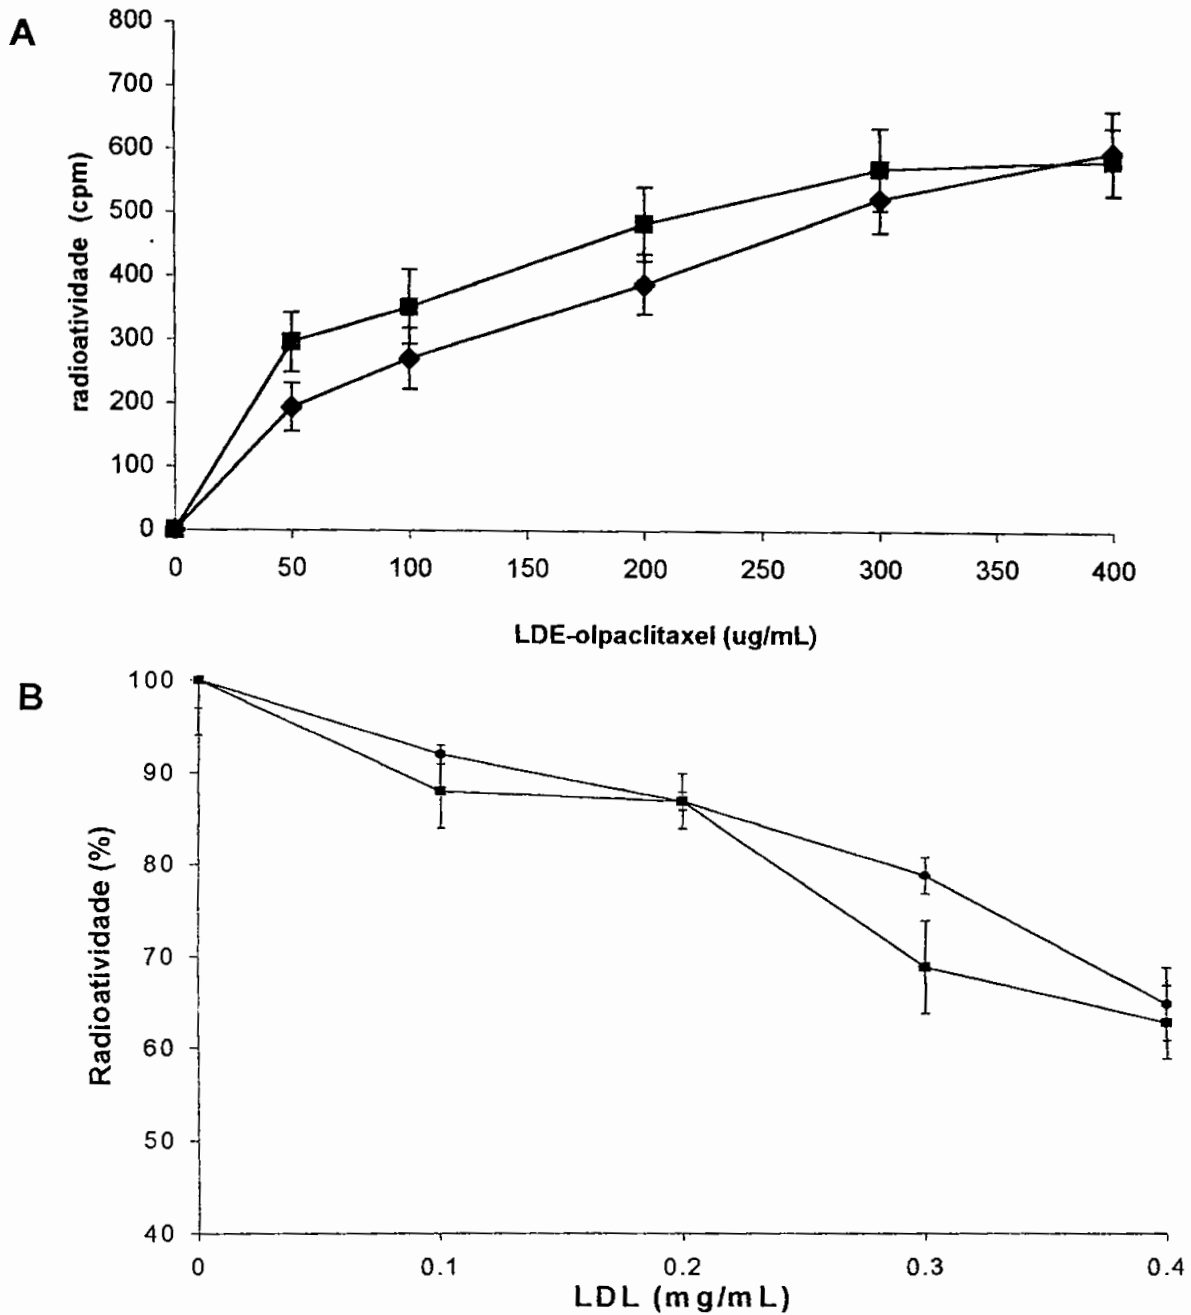 A
800
700
600
500
400
300
200
100
0
radioatividade (cpm)
0 50 100 150 200 250 300 350 400
LDE-olpaclitaxel (ug/mL)
B
100
90
80
70
60
50
40
Radioatividade (%)
0 0.1 0.2 0.3 0.4
LDL (mg/mL)